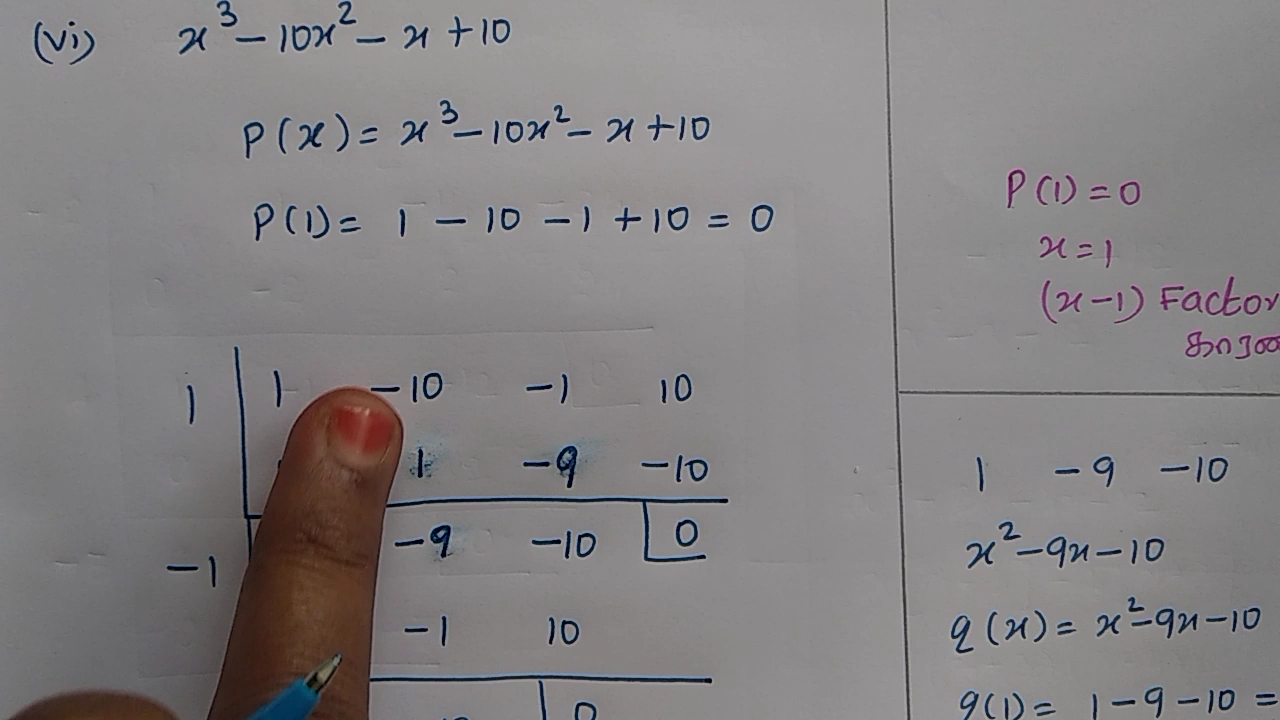 (vi) x³ – 10x² – x + 10
P(x) = x³ – 10x² – x + 10
P(1) = 1 – 10 – 1 + 10 = 0
1 | 1 –10 –1 10
1 –9 –10
–1 | –9 –10 | 0
–1 10
0
P(1) = 0
x = 1
(x – 1) Factor
1 –9 –10
x² – 9x – 10
q(x) = x² – 9x – 10
q(1) = 1 – 9 – 10 =